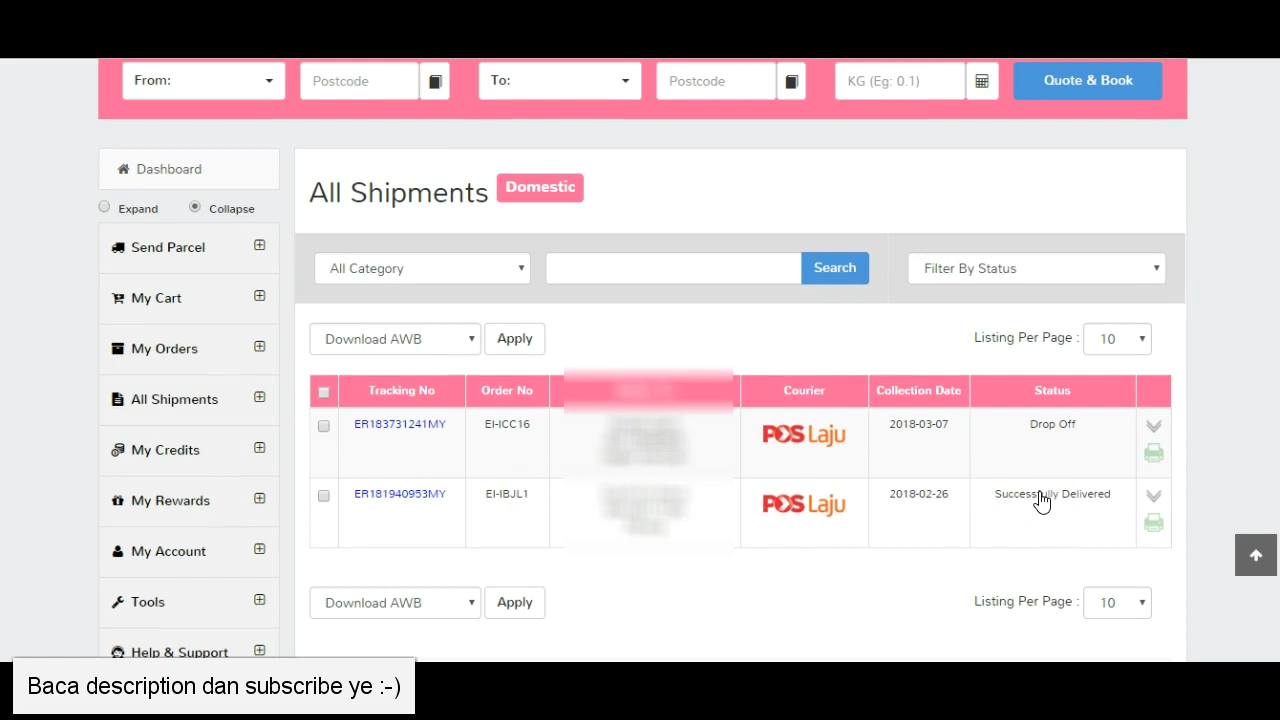 From: Postcode To: Postcode KG (Eg: 0.1) Quote & Book
Dashboard
Expand Collapse
Send Parcel
My Cart
My Orders
All Shipments
My Credits
My Rewards
My Account
Tools
Help & Support
All Shipments Domestic
All Category Search Filter By Status
Download AWB Apply Listing Per Page : 10
Tracking No Order No Courier Collection Date Status
ER183731241MY EI-ICC16 POS Laju 2018-03-07 Drop Off
ER181940953MY EI-IBJL1 POS Laju 2018-02-26 Successfully Delivered
Download AWB Apply Listing Per Page : 10
Baca description dan subscribe ye :-)